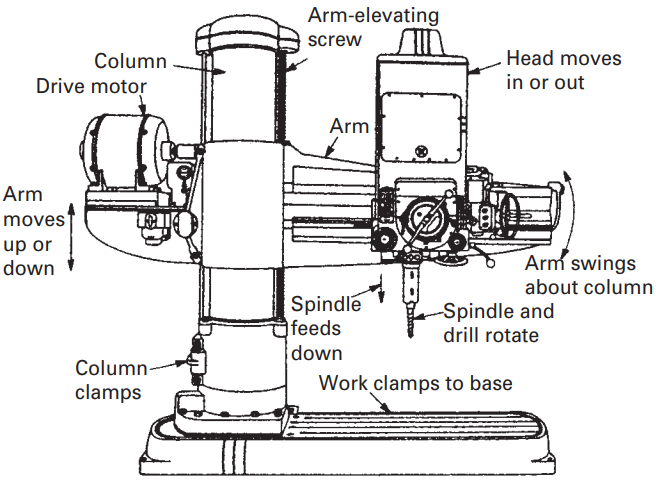 Arm-elevating
screw
Column
Drive motor
Head moves
in or out
Arm
Arm
moves
up or
down
Arm swings
about column
Spindle
feeds
down
Spindle and
drill rotate
Column
clamps
Work clamps to base